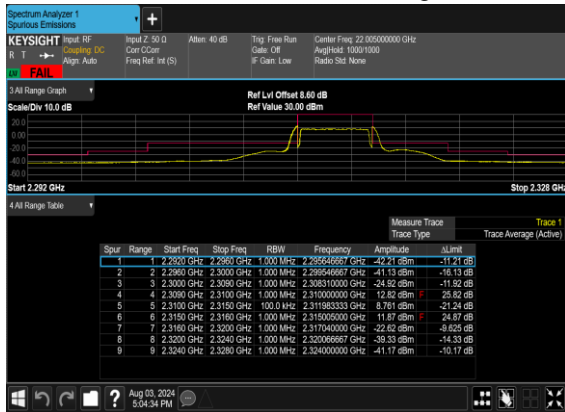 Spectrum Analyzer 1
Spurious Emissions
+
KEYSIGHT Input: RF Input Z: 50 Ω Atten: 40 dB Trig: Free Run Center Freq: 22.005000000 GHz
R T Coupling: DC Corr CCorr Gate: Off Avg|Hold: 1000/1000
Align: Auto Freq Ref: Int (S) IF Gain: Low Radio Std: None
FAIL
3 All Range Graph Ref Lvl Offset 8.60 dB
Scale/Div 10.0 dB Ref Value 30.00 dBm
20.0
0.00
-20.0
-40.0
-60.0
Start 2.292 GHz Stop 2.328 GHz
4 All Range Table
Measure Trace Trace 1
Trace Type Trace Average (Active)
Spur Range Start Freq Stop Freq RBW Frequency Amplitude ΔLimit
1 1 2.2920 GHz 2.2960 GHz 1.000 MHz 2.295646667 GHz -42.21 dBm -11.21 dB
2 2 2.2960 GHz 3.0000 GHz 1.000 MHz 2.299546667 GHz -41.13 dBm -16.13 dB
3 3 2.3000 GHz 2.3090 GHz 1.000 MHz 2.308310000 GHz -24.92 dBm -11.92 dB
4 4 2.3090 GHz 2.3100 GHz 1.000 MHz 2.310000000 GHz 12.82 dBm F 25.82 dB
5 5 2.3100 GHz 2.3150 GHz 100.0 kHz 2.311983333 GHz 8.761 dBm -21.24 dB
6 6 2.3150 GHz 2.3160 GHz 1.000 MHz 2.315005000 GHz 11.87 dBm F 24.87 dB
7 7 2.3160 GHz 2.3200 GHz 1.000 MHz 2.317040000 GHz -22.62 dBm -9.625 dB
8 8 2.3200 GHz 2.3240 GHz 1.000 MHz 2.320066667 GHz -39.33 dBm -14.33 dB
9 9 2.3240 GHz 2.3280 GHz 1.000 MHz 2.324000000 GHz -41.17 dBm -10.17 dB
? Aug 03, 2024
5:04:34 PM